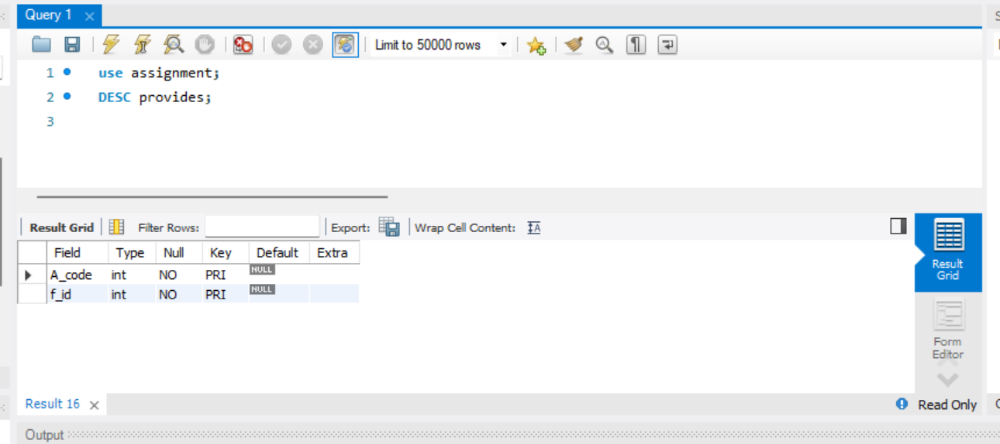 Query 1
Limit to 50000 rows
1 use assignment;
2 DESC provides;
3
Result Grid Filter Rows: Export: Wrap Cell Content:
Field Type Null Key Default Extra
A_code int NO PRI NULL
f_id int NO PRI NULL
Result
Grid
Form
Editor
Result 16
Read Only
Output